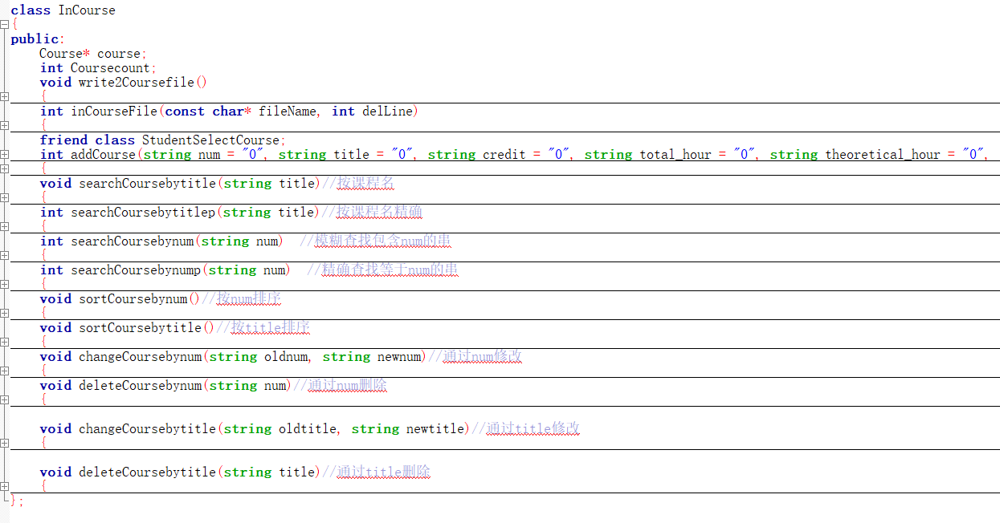 class InCourse
{
public:
Course* course;
int Coursecount;
void write2Coursefile()
{
int inCourseFile(const char* fileName, int delLine)
{
friend class StudentSelectCourse;
int addCourse(string num = "0", string title = "0", string credit = "0", string total_hour = "0", string theoretical_hour = "0",
{
void searchCoursebytitle(string title)//按课程名
{
int searchCoursebytitlep(string title)//按课程名精确
{
int searchCoursebynum(string num) //模糊查找包含num的串
{
int searchCoursebynump(string num) //精确查找等于num的串
{
void sortCoursebynum()//按num排序
{
void sortCoursebytitle()//按title排序
{
void changeCoursebynum(string oldnum, string newnum)//通过num修改
{
void deleteCoursebynum(string num)//通过num删除
{
void changeCoursebytitle(string oldtitle, string newtitle)//通过title修改
{
void deleteCoursebytitle(string title)//通过title删除
{
};